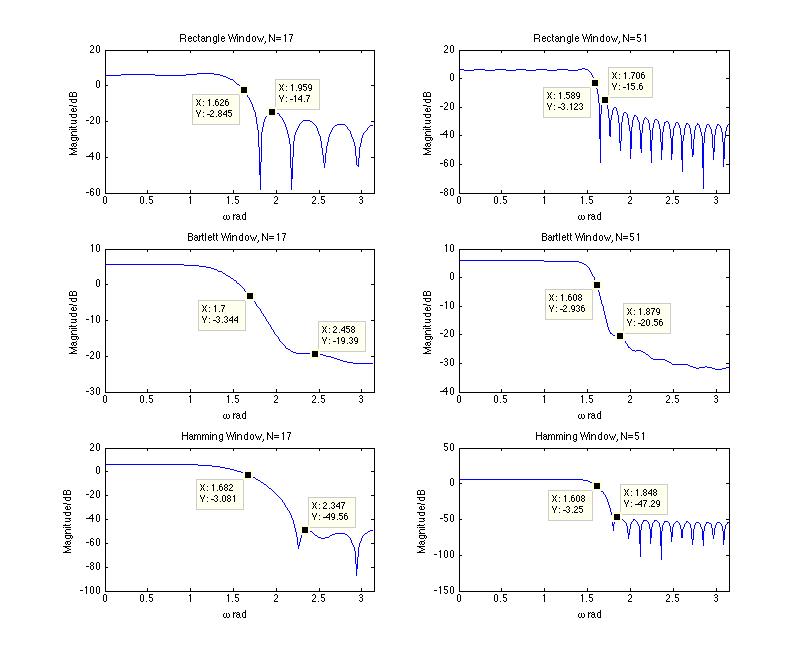 Rectangle Window, N=17
20
0
-20
-40
-60
Magnitude/dB
X: 1.626
Y: -2.845
X: 1.959
Y: -14.7
0 0.5 1 1.5 2 2.5 3
ω rad
Rectangle Window, N=51
20
0
-20
-40
-60
-80
Magnitude/dB
X: 1.589
Y: -3.123
X: 1.706
Y: -15.6
0 0.5 1 1.5 2 2.5 3
ω rad
Bartlett Window, N=17
10
0
-10
-20
-30
Magnitude/dB
X: 1.7
Y: -3.344
X: 2.458
Y: -19.39
0 0.5 1 1.5 2 2.5 3
ω rad
Bartlett Window, N=51
10
0
-10
-20
-30
-40
Magnitude/dB
X: 1.608
Y: -2.936
X: 1.879
Y: -20.56
0 0.5 1 1.5 2 2.5 3
ω rad
Hamming Window, N=17
20
0
-20
-40
-60
-80
-100
Magnitude/dB
X: 1.682
Y: -3.081
X: 2.347
Y: -49.56
0 0.5 1 1.5 2 2.5 3
ω rad
Hamming Window, N=51
50
0
-50
-100
-150
Magnitude/dB
X: 1.608
Y: -3.25
X: 1.848
Y: -47.29
0 0.5 1 1.5 2 2.5 3
ω rad